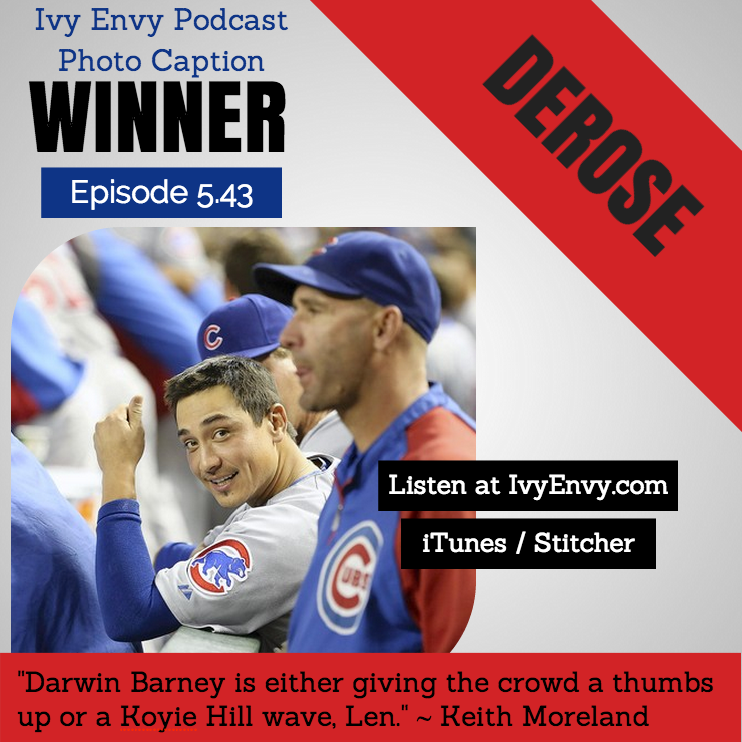 Ivy Envy Podcast
Photo Caption
WINNER
Episode 5.43
DEROSE
C
CUBS
Listen at IvyEnvy.com
iTunes / Stitcher
"Darwin Barney is either giving the crowd a thumbs
up or a Koyie Hill wave, Len." ~ Keith Moreland